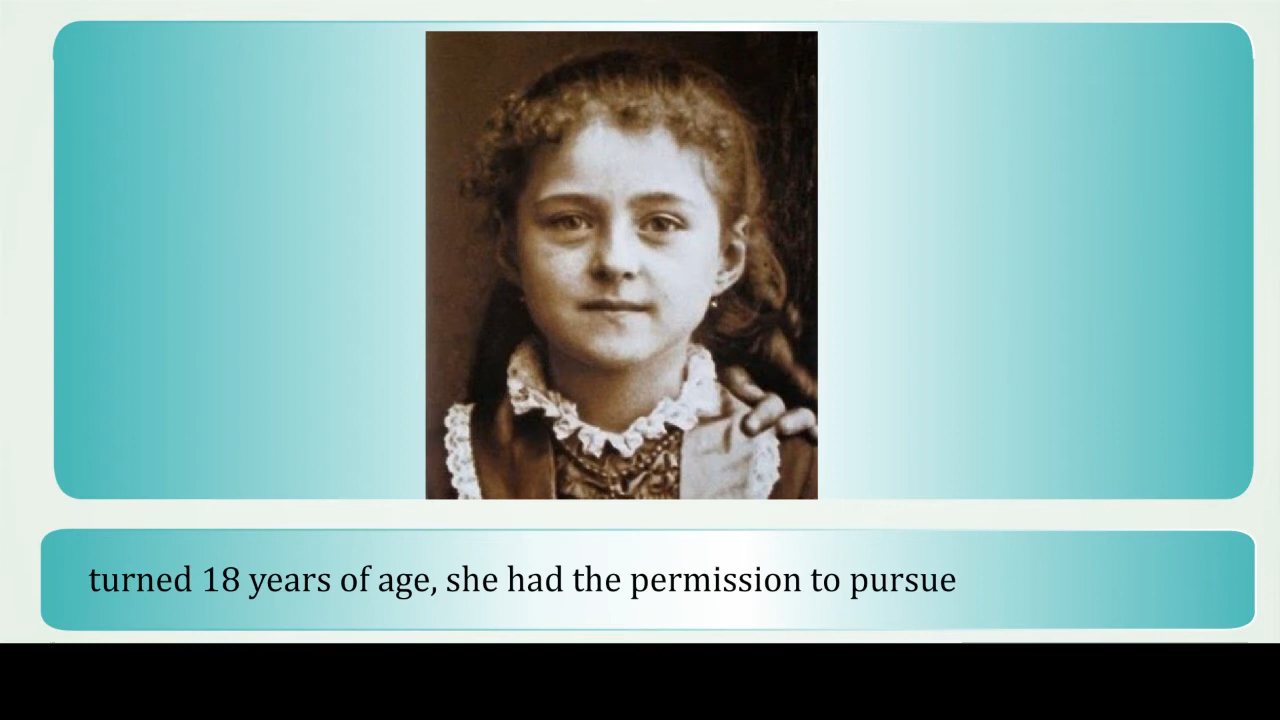 turned 18 years of age, she had the permission to pursue